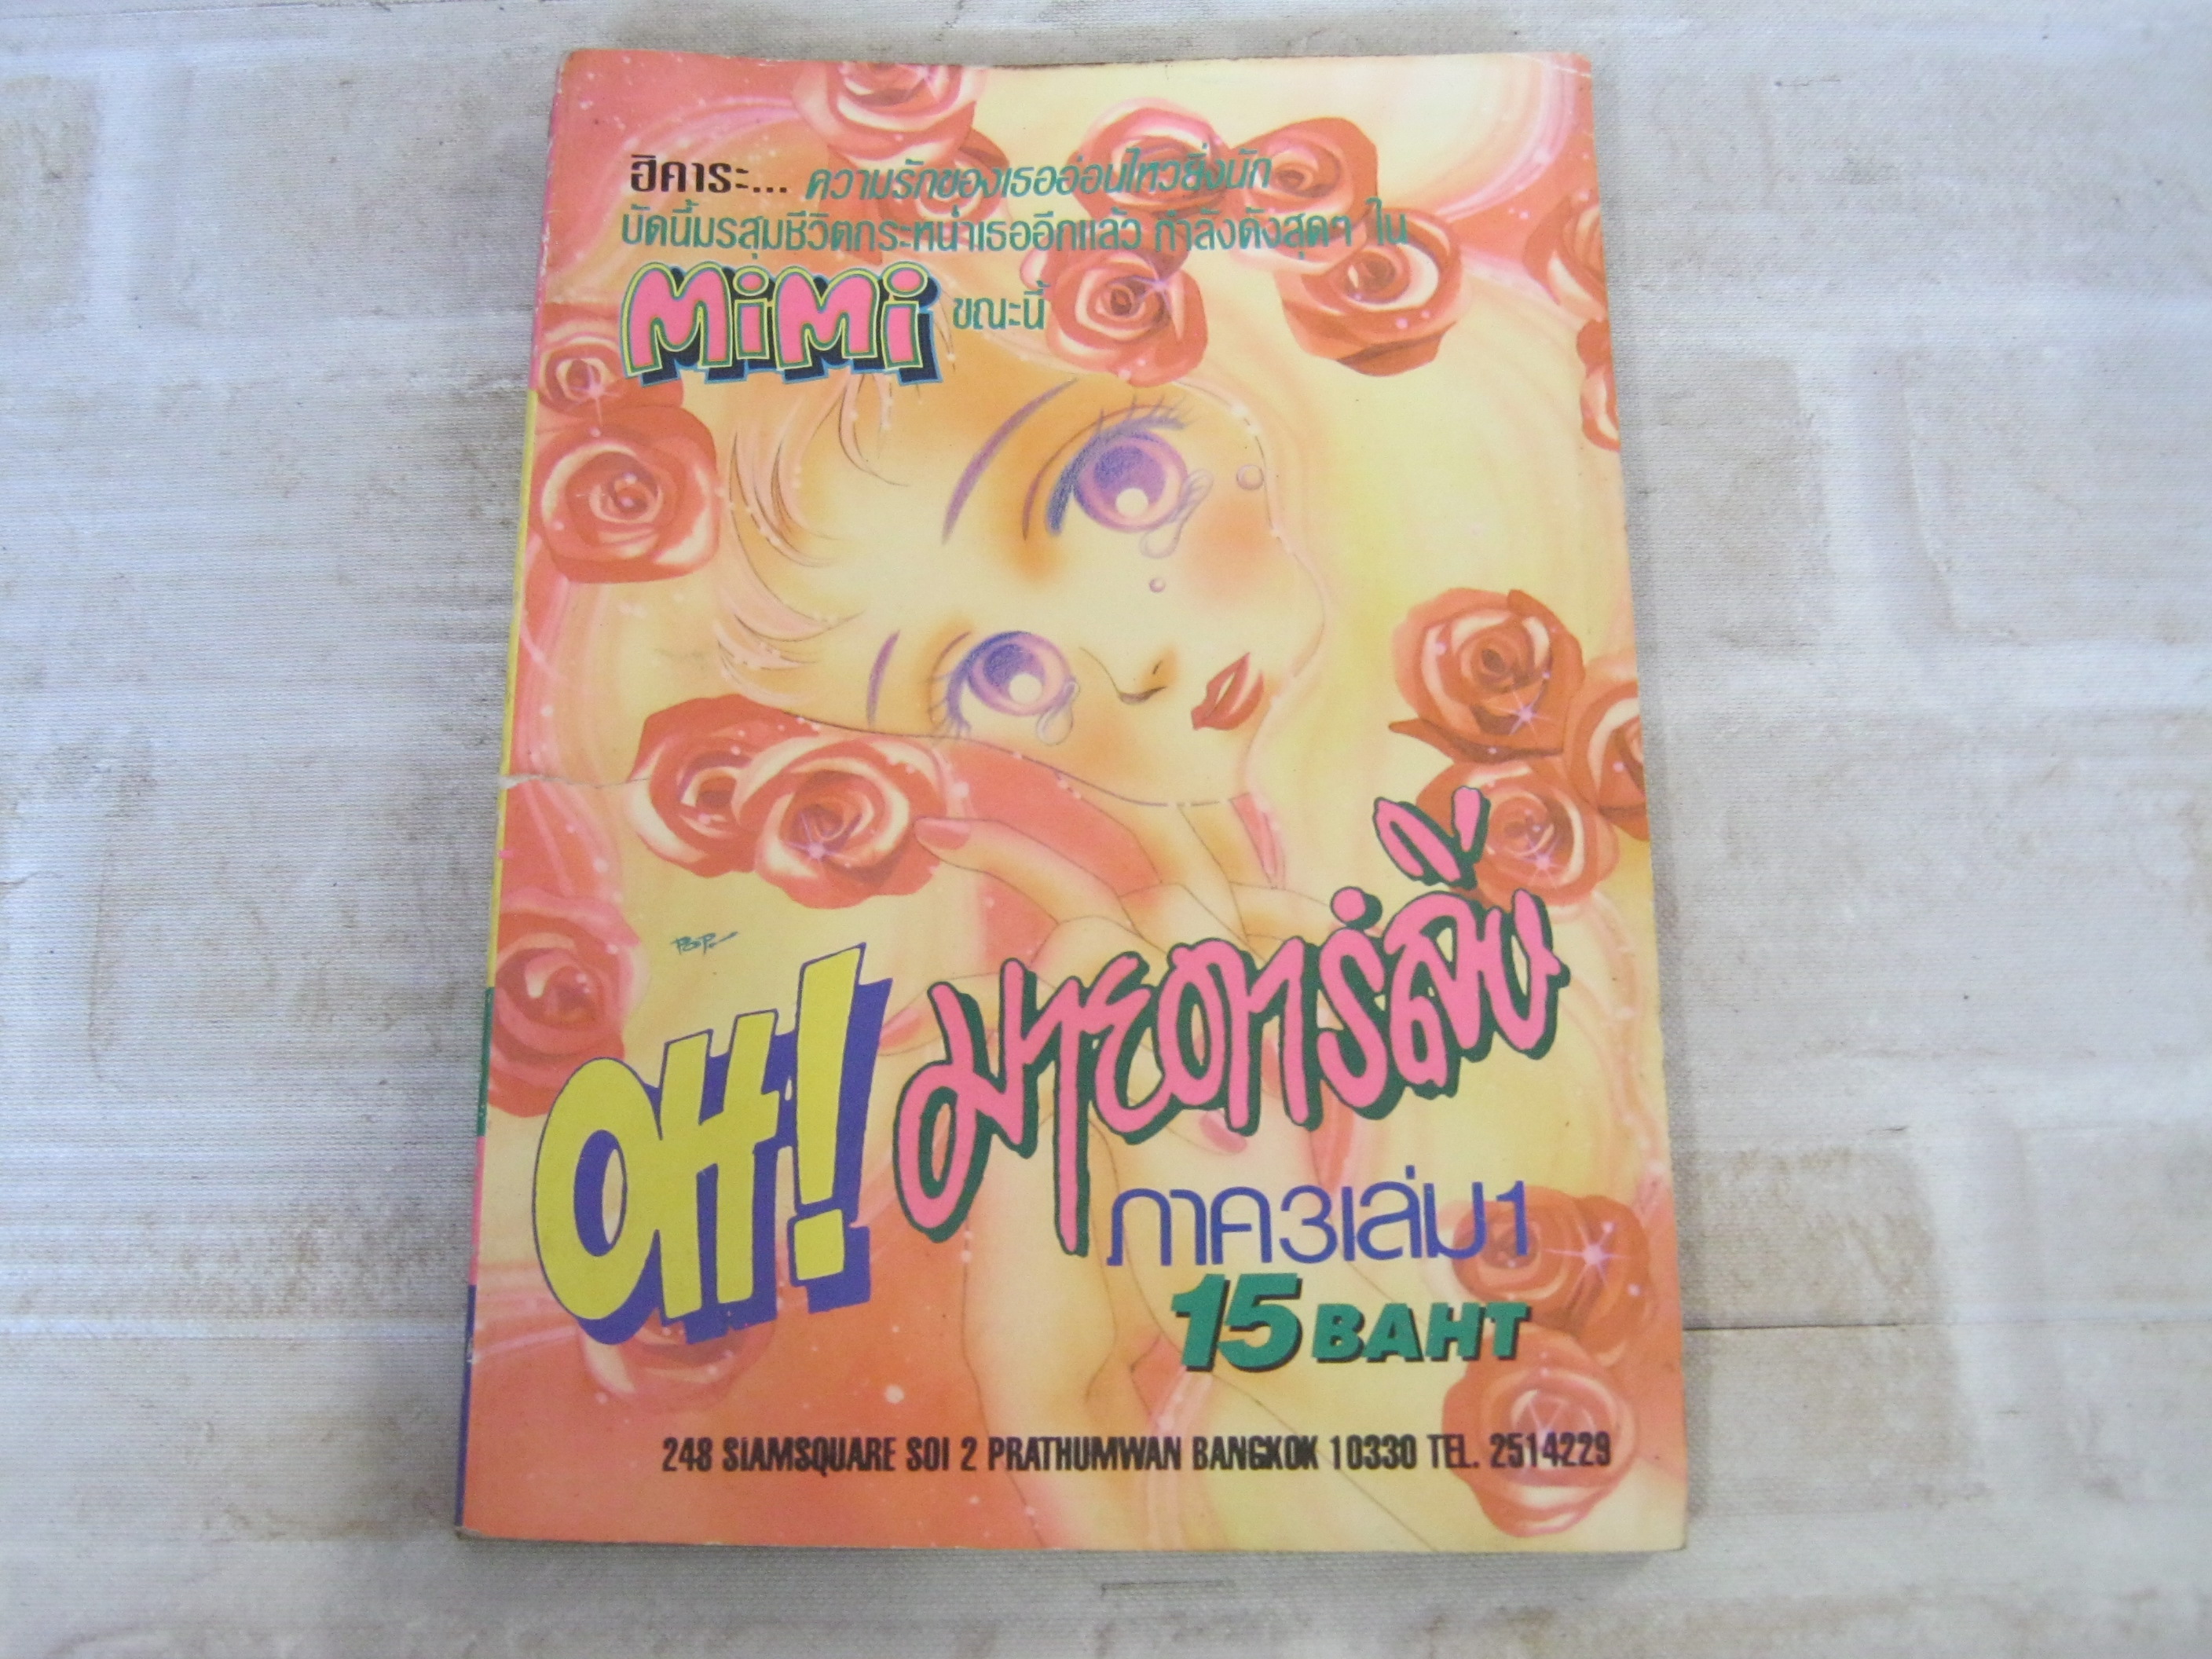 ฮิคาระ... ความรักของเธออ่อนไหวยิ่งนัก
บัดนี้มรสุมชีวิตกระหน่ำเธออีกแล้ว กำลังดังสุดๆ ใน
MiMi ขณะนี้
OH! มายดาร์ลิ้ง
ภาค3เล่ม1
15 BAHT
248 SIAMSQUARE SOI 2 PRATHUMWAN BANGKOK 10330 TEL. 2514229